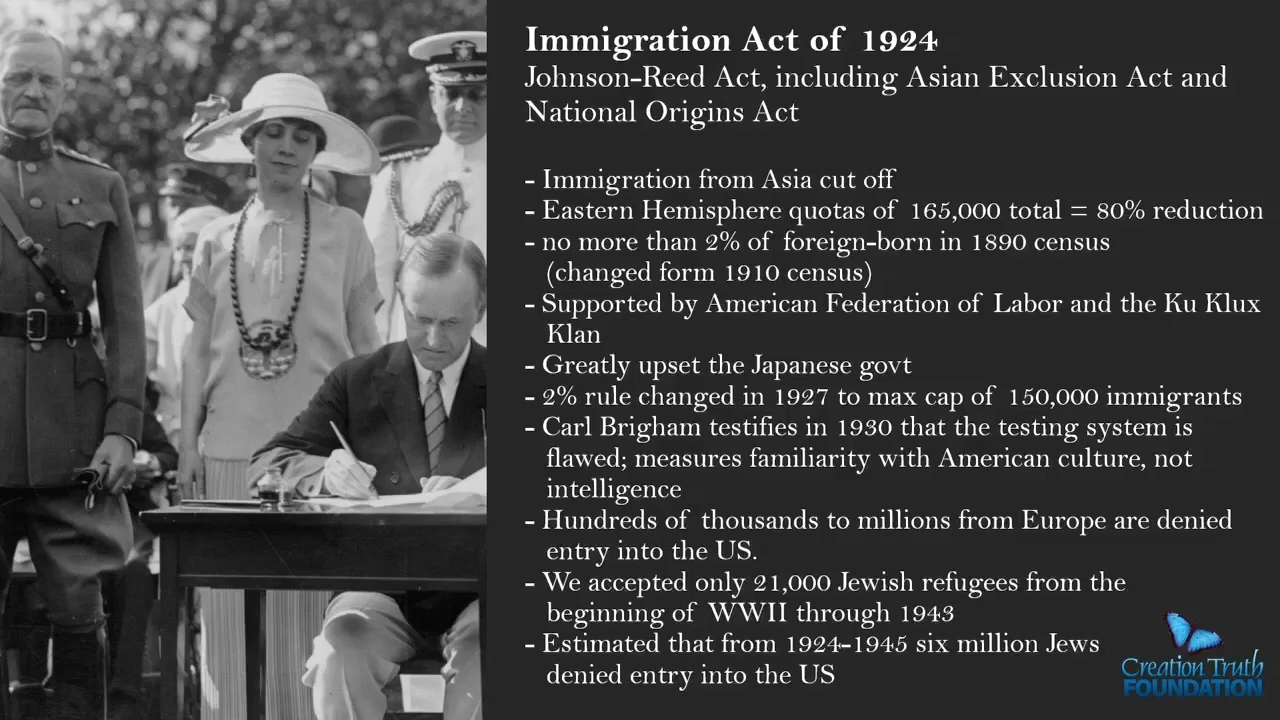 Immigration Act of 1924
Johnson-Reed Act, including Asian Exclusion Act and
National Origins Act
- Immigration from Asia cut off
- Eastern Hemisphere quotas of 165,000 total = 80% reduction
- no more than 2% of foreign-born in 1890 census
(changed form 1910 census)
- Supported by American Federation of Labor and the Ku Klux
Klan
- Greatly upset the Japanese govt
- 2% rule changed in 1927 to max cap of 150,000 immigrants
- Carl Brigham testifies in 1930 that the testing system is
flawed; measures familiarity with American culture, not
intelligence
- Hundreds of thousands to millions from Europe are denied
entry into the US.
- We accepted only 21,000 Jewish refugees from the
beginning of WWII through 1943
- Estimated that from 1924-1945 six million Jews
denied entry into the US
Creation Truth
FOUNDATION